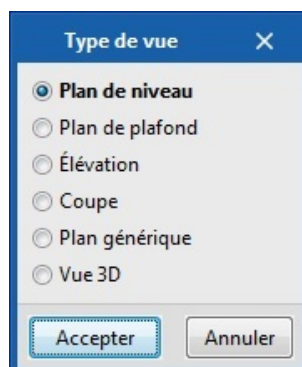 Type de vue
Plan de niveau
Plan de plafond
Élévation
Coupe
Plan générique
Vue 3D
Accepter Annuler